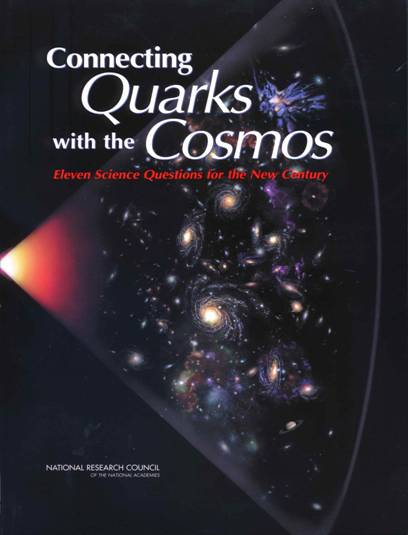 Connecting
Quarks
with the Cosmos
Eleven Science Questions for the New Century
NATIONAL RESEARCH COUNCIL
OF THE NATIONAL ACADEMIES